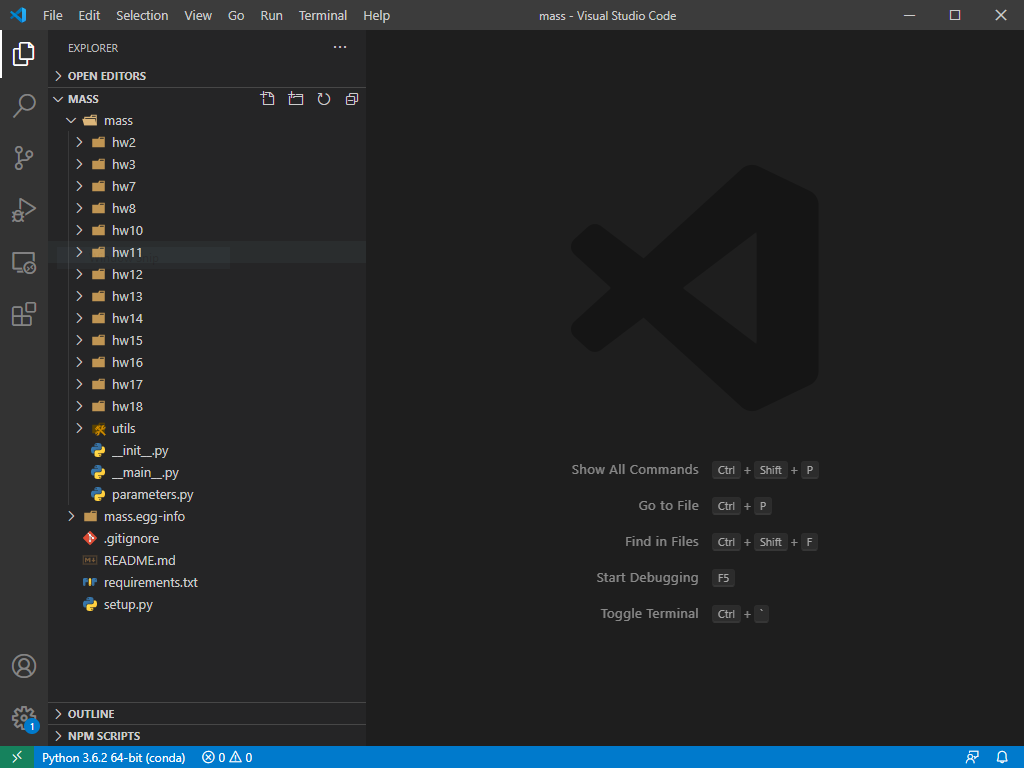 File Edit Selection View Go Run Terminal Help mass - Visual Studio Code
EXPLORER
OPEN EDITORS
MASS
mass
hw2
hw3
hw7
hw8
hw10
hw11
hw12
hw13
hw14
hw15
hw16
hw17
hw18
utils
__init__.py
__main__.py
parameters.py
mass.egg-info
.gitignore
README.md
requirements.txt
setup.py
Show All Commands Ctrl + Shift + P
Go to File Ctrl + P
Find in Files Ctrl + Shift + F
Start Debugging F5
Toggle Terminal Ctrl + `
OUTLINE
1
NPM SCRIPTS
Python 3.6.2 64-bit (conda) 0 0